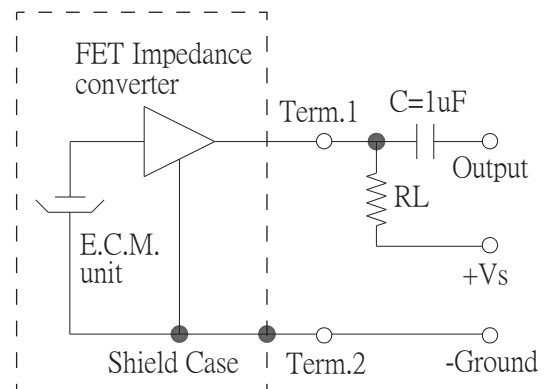 FET Impedance
converter
Term.1
C=1uF
Output
RL
E.C.M.
unit
+Vs
Shield Case
Term.2
-Ground